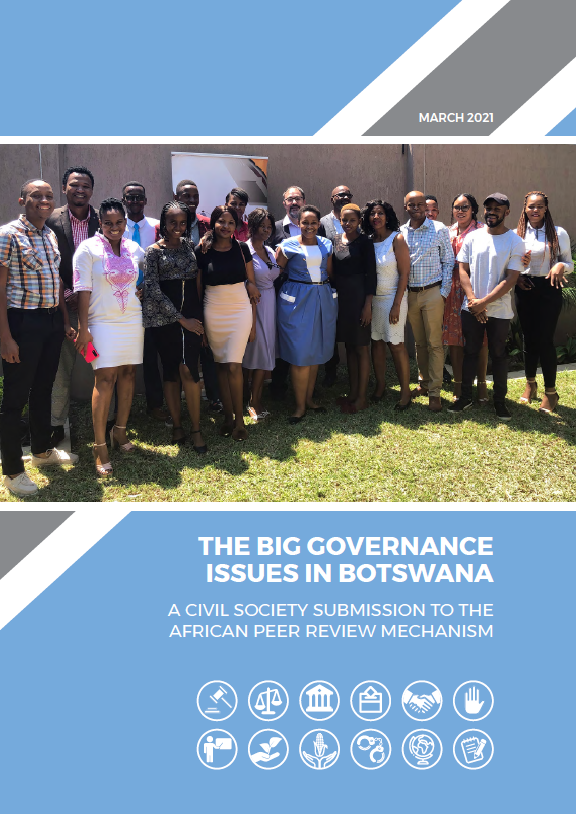 MARCH 2021
THE BIG GOVERNANCE
ISSUES IN BOTSWANA
A CIVIL SOCIETY SUBMISSION TO THE
AFRICAN PEER REVIEW MECHANISM